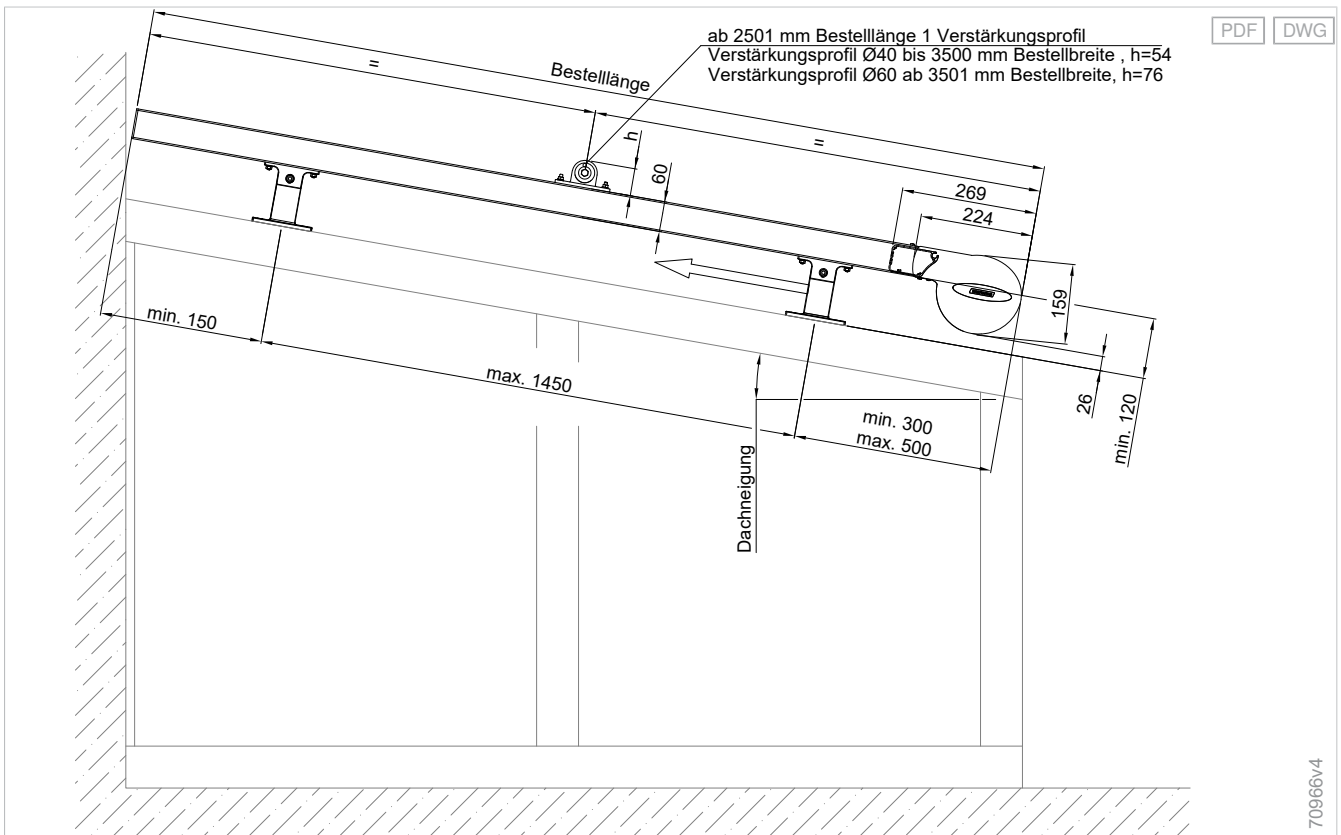 PDF DWG
ab 2501 mm Bestelllänge 1 Verstärkungsprofil
Verstärkungsprofil Ø40 bis 3500 mm Bestellbreite , h=54
Verstärkungsprofil Ø60 ab 3501 mm Bestellbreite, h=76
=
Bestelllänge
h
=
60
269
224
159
min. 150
max. 1450
26
min. 120
min. 300
max. 500
Dachneigung
70966v4